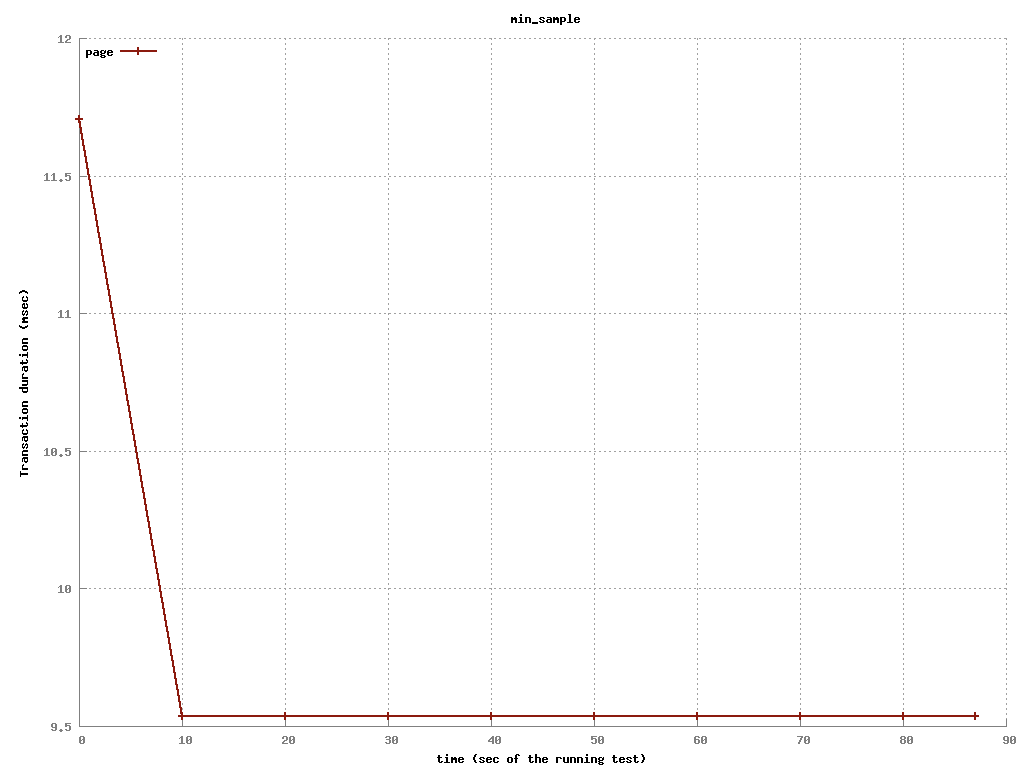 min_sample
12
page
11.5
11
10.5
10
9.5
Transaction duration (msec)
0 10 20 30 40 50 60 70 80 90
time (sec of the running test)